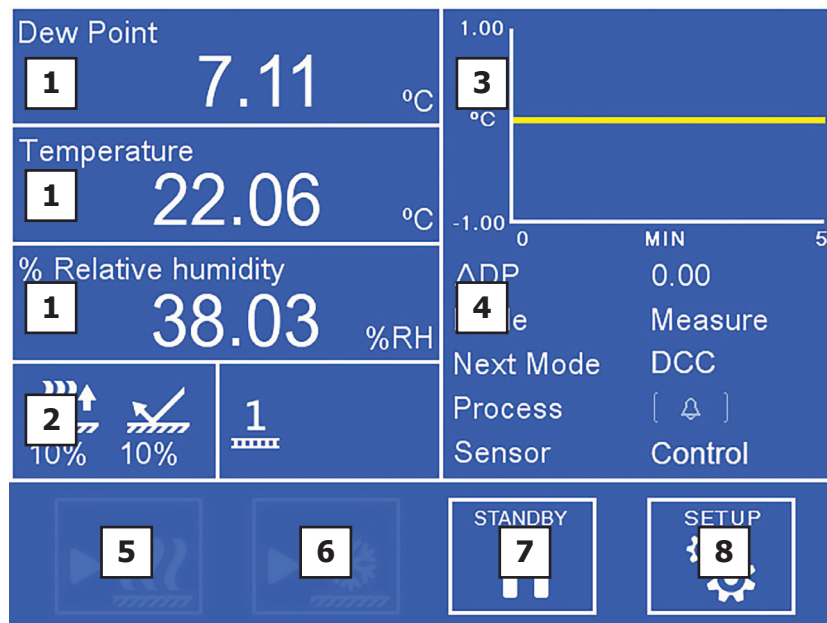 Dew Point
1
7.11
ºC
Temperature
1
22.06
ºC
% Relative humidity
1
38.03
%RH
2
10%
10%
1
1.00
3
ºC
-1.00
0
MIN
5
ΔDP
0.00
4
Measure
Next Mode
DCC
Process
[ ]
Sensor
Control
5
6
STANDBY
7
SETUP
8